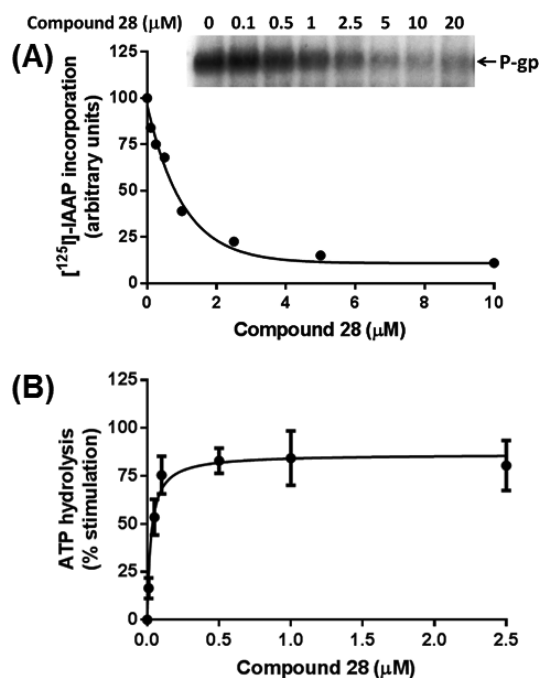 Compound 28 (μM) 0 0.1 0.5 1 2.5 5 10 20
(A)
←P-gp
[¹²⁵I]-IAAP incorporation
(arbitrary units)
125
100
75
50
25
0
0 2 4 6 8 10
Compound 28 (μM)
(B)
ATP hydrolysis
(% stimulation)
125
100
75
50
25
0
0.0 0.5 1.0 1.5 2.0 2.5
Compound 28 (μM)